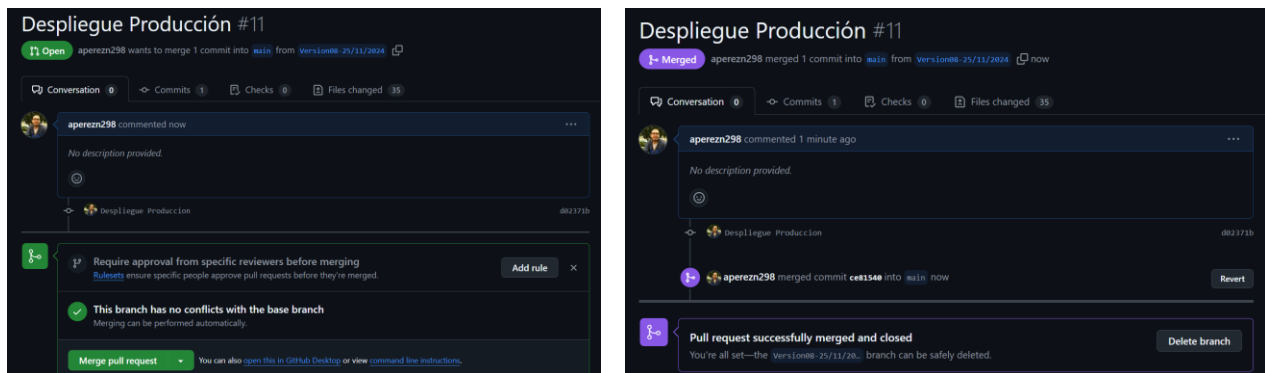 Despliegue Producción #11
Open aperezn298 wants to merge 1 commit into main from Version08-25/11/2024
Conversation 0 Commits 1 Checks 0 Files changed 35
aperezn298 commented now
No description provided.
Despliegue Produccion d02371b
Require approval from specific reviewers before merging
Rulesets ensure specific people approve pull requests before they're merged.
Add rule
This branch has no conflicts with the base branch
Merging can be performed automatically.
Merge pull request You can also open this in GitHub Desktop or view command line instructions.
Despliegue Producción #11
Merged aperezn298 merged 1 commit into main from Version08-25/11/2024 now
Conversation 0 Commits 1 Checks 0 Files changed 35
aperezn298 commented 1 minute ago
No description provided.
Despliegue Produccion d02371b
aperezn298 merged commit ce81540 into main now
Revert
Pull request successfully merged and closed
You're all set—the Version08-25/11/20… branch can be safely deleted.
Delete branch